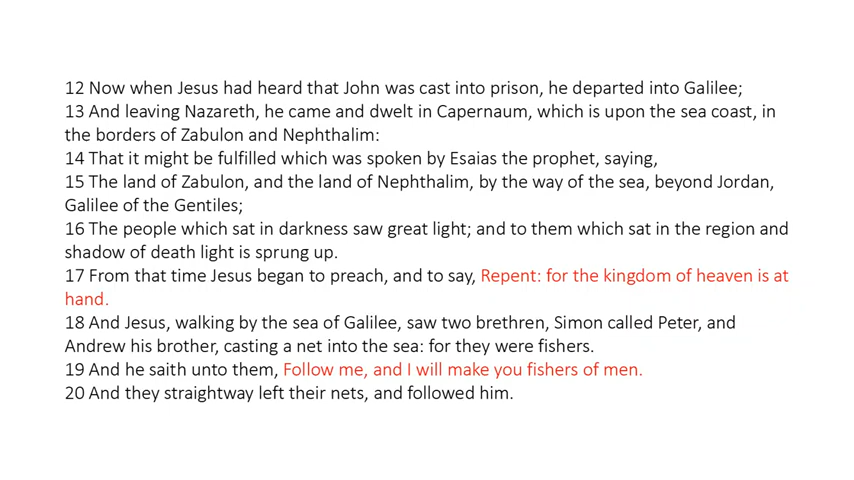 12 Now when Jesus had heard that John was cast into prison, he departed into Galilee;
13 And leaving Nazareth, he came and dwelt in Capernaum, which is upon the sea coast, in
the borders of Zabulon and Nephthalim:
14 That it might be fulfilled which was spoken by Esaias the prophet, saying,
15 The land of Zabulon, and the land of Nephthalim, by the way of the sea, beyond Jordan,
Galilee of the Gentiles;
16 The people which sat in darkness saw great light; and to them which sat in the region and
shadow of death light is sprung up.
17 From that time Jesus began to preach, and to say, Repent: for the kingdom of heaven is at
hand.
18 And Jesus, walking by the sea of Galilee, saw two brethren, Simon called Peter, and
Andrew his brother, casting a net into the sea: for they were fishers.
19 And he saith unto them, Follow me, and I will make you fishers of men.
20 And they straightway left their nets, and followed him.